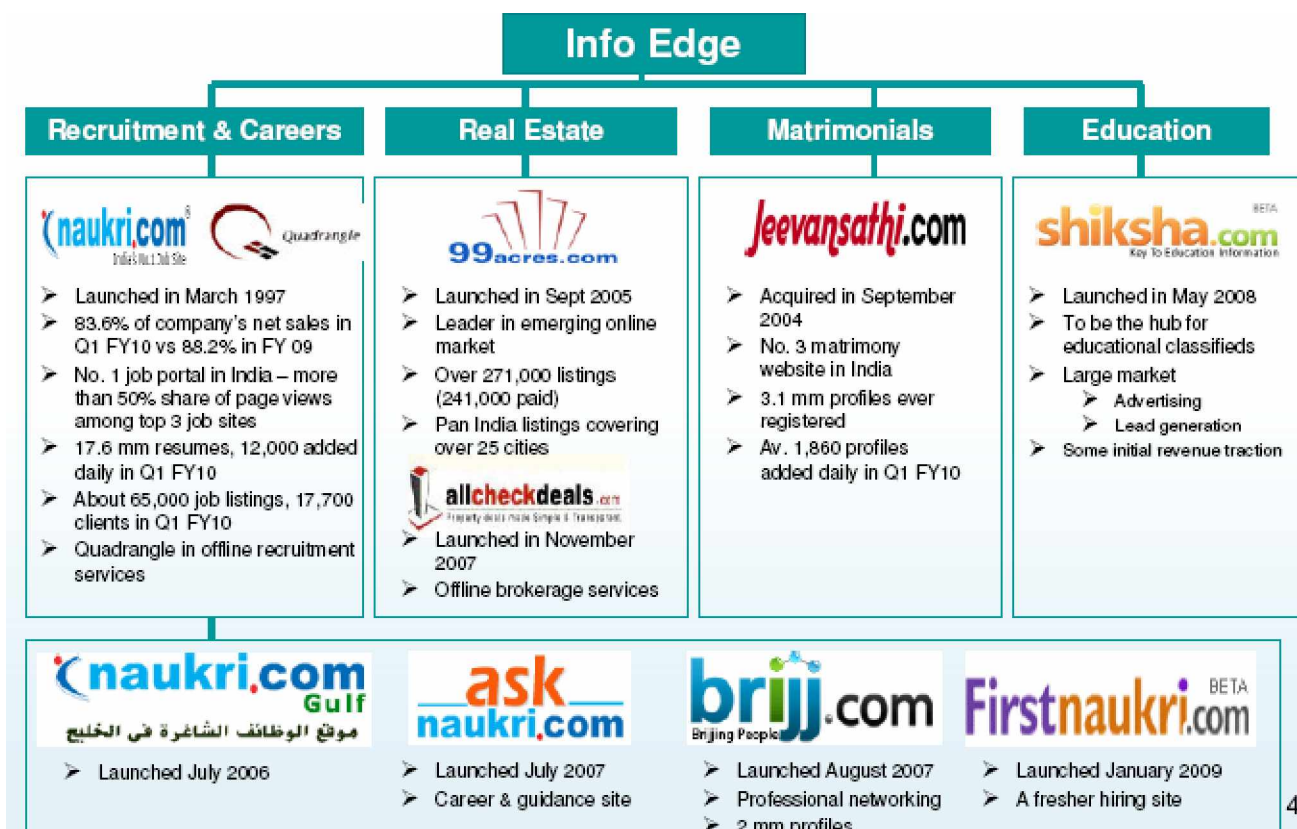 Info Edge
Recruitment & Careers
Real Estate
Matrimonials
Education
naukri.com
India's No.1 Job Site
Quadrangle
➢ Launched in March 1997
➢ 83.6% of company's net sales in
Q1 FY10 vs 88.2% in FY 09
➢ No. 1 job portal in India – more
than 50% share of page views
among top 3 job sites
➢ 17.6 mm resumes, 12,000 added
daily in Q1 FY10
➢ About 65,000 job listings, 17,700
clients in Q1 FY10
➢ Quadrangle in offline recruitment
services
99acres.com
➢ Launched in Sept 2005
➢ Leader in emerging online
market
➢ Over 271,000 listings
(241,000 paid)
➢ Pan India listings covering
over 25 cities
allcheckdeals.com
Property deals made Simple & Transparent
➢ Launched in November
2007
➢ Offline brokerage services
Jeevansathi.com
➢ Acquired in September
2004
➢ No. 3 matrimony
website in India
➢ 3.1 mm profiles ever
registered
➢ Av. 1,860 profiles
added daily in Q1 FY10
BETA
shiksha.com
Key To Education Information
➢ Launched in May 2008
➢ To be the hub for
educational classifieds
➢ Large market
➢ Advertising
➢ Lead generation
➢ Some initial revenue traction
naukri.com
Gulf
موقع الوظائف الشاغرة في الخليج
➢ Launched July 2006
ask
naukri.com
➢ Launched July 2007
➢ Career & guidance site
brijj.com
Brijjing People
➢ Launched August 2007
➢ Professional networking
➢ 2 mm profiles
BETA
Firstnaukri.com
➢ Launched January 2009
➢ A fresher hiring site
4